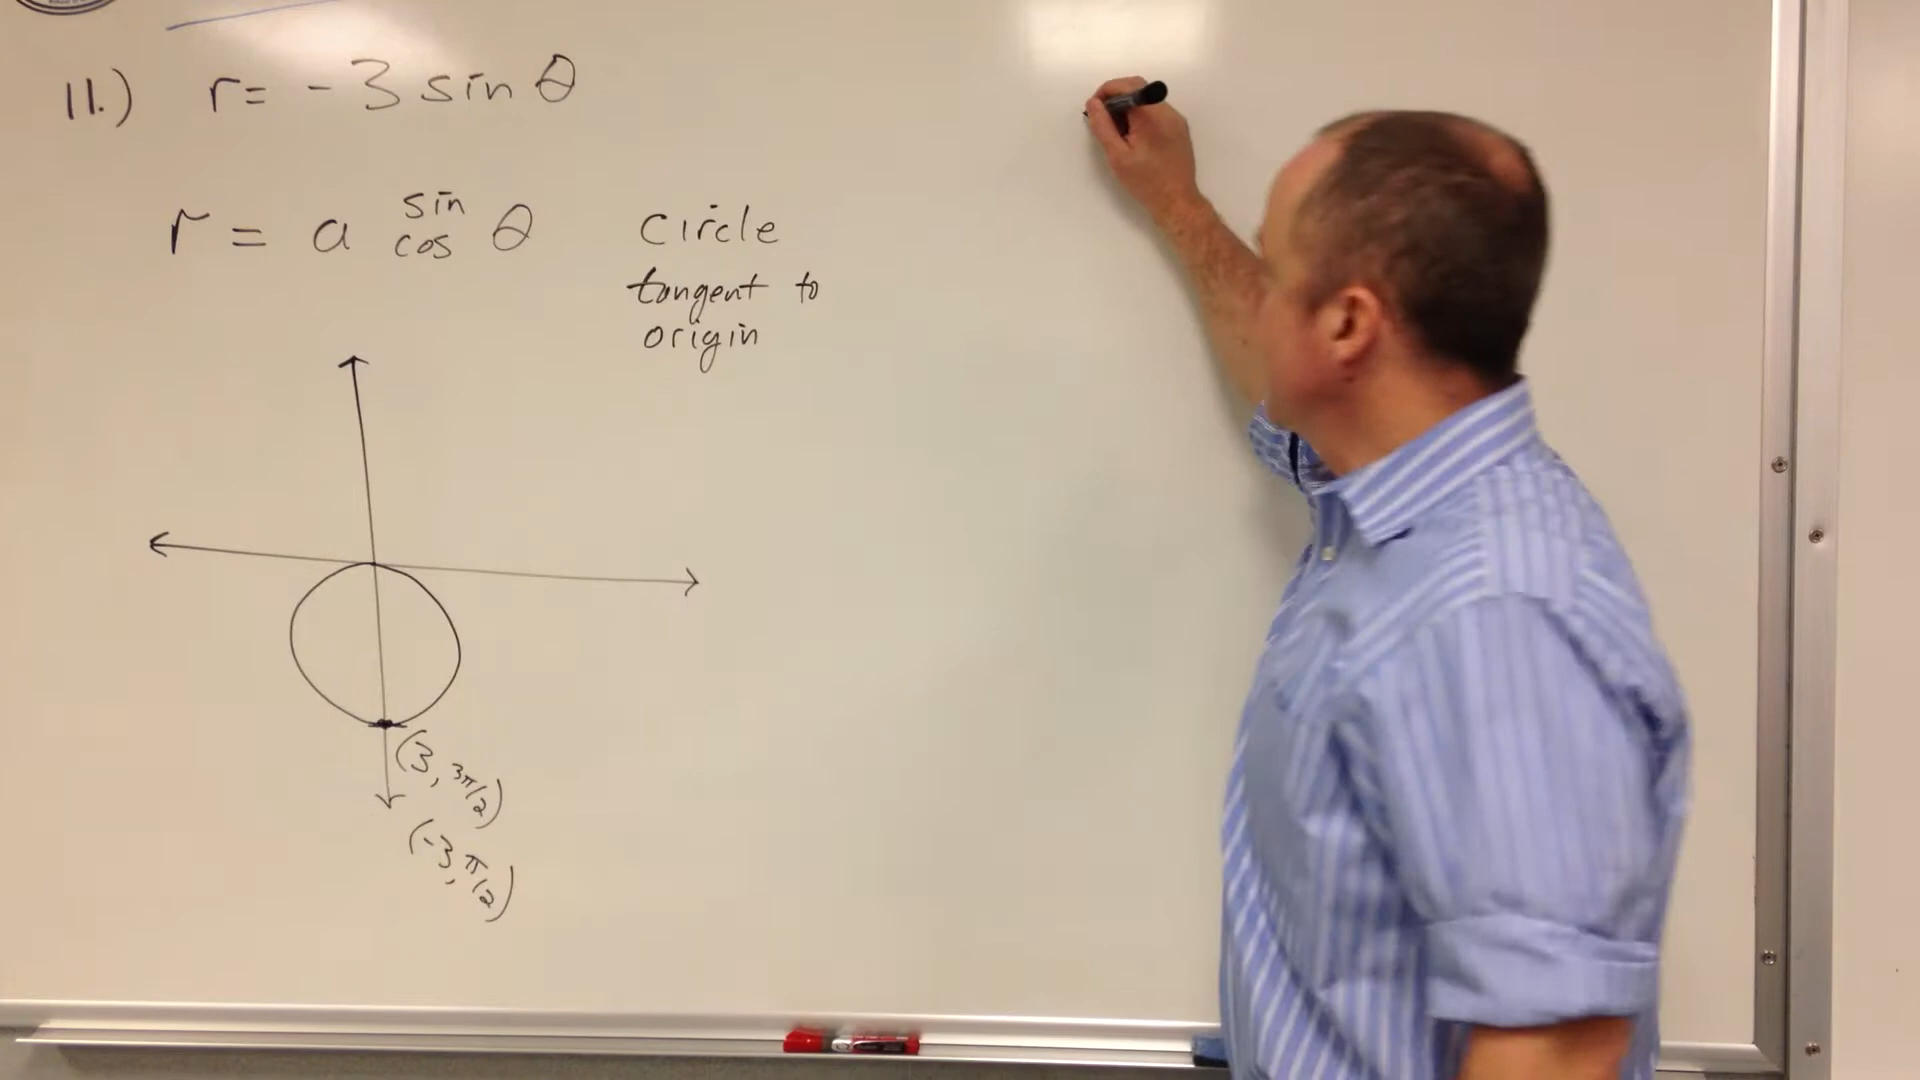 11.) r = -3 sin θ
r = a sin cos θ circle
tangent to
origin
(3, 3π/2)
(-3, π/2)